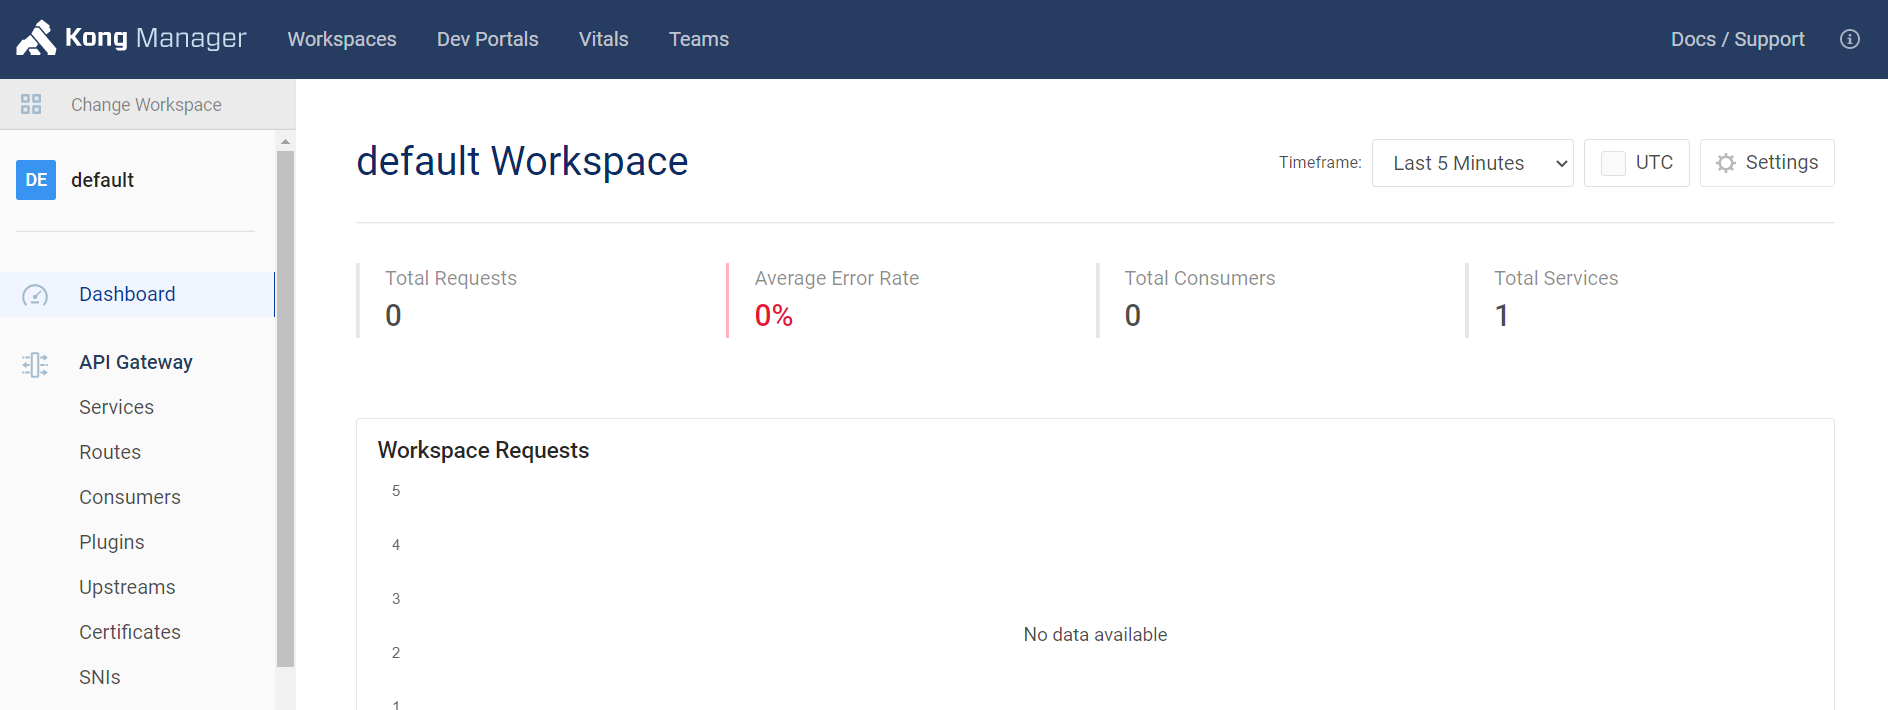 Kong Manager
Workspaces
Dev Portals
Vitals
Teams
Docs / Support
Change Workspace
DE
default
Dashboard
API Gateway
Services
Routes
Consumers
Plugins
Upstreams
Certificates
SNIs
default Workspace
Timeframe:
Last 5 Minutes
UTC
Settings
Total Requests
0
Average Error Rate
0%
Total Consumers
0
Total Services
1
Workspace Requests
5
4
3
2
1
No data available